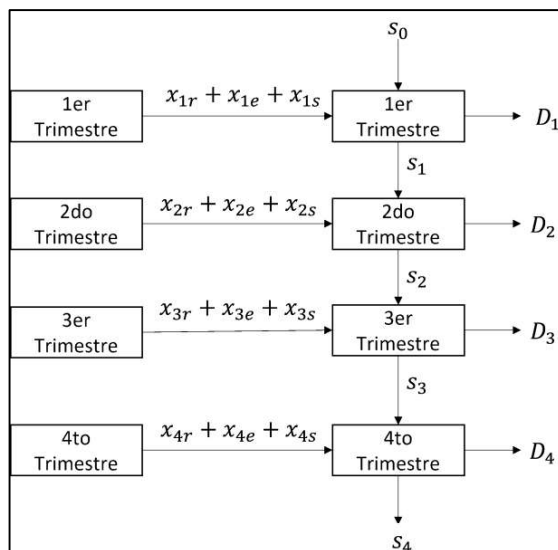 s₀
1er
Trimestre
x₁ᵣ + x₁ₑ + x₁ₛ
1er
Trimestre
D₁
s₁
2do
Trimestre
x₂ᵣ + x₂ₑ + x₂ₛ
2do
Trimestre
D₂
s₂
3er
Trimestre
x₃ᵣ + x₃ₑ + x₃ₛ
3er
Trimestre
D₃
s₃
4to
Trimestre
x₄ᵣ + x₄ₑ + x₄ₛ
4to
Trimestre
D₄
s₄